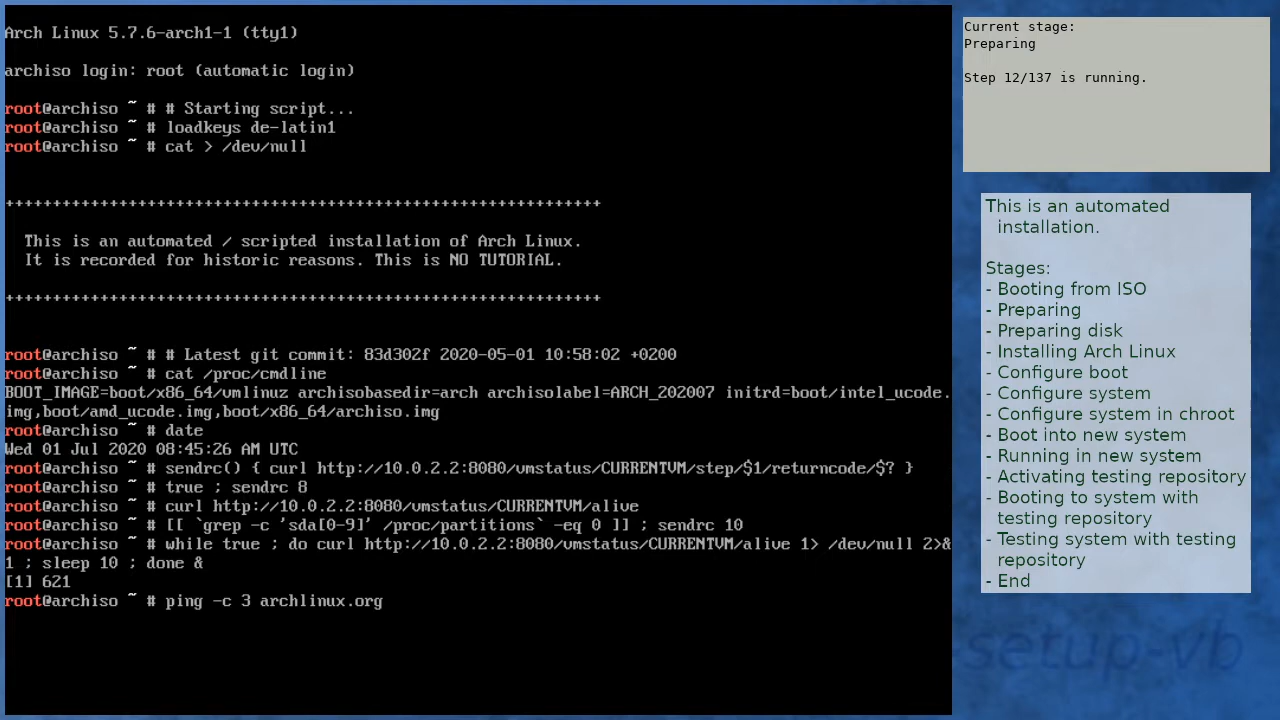 Arch Linux 5.7.6-arch1-1 (tty1)
archiso login: root (automatic login)
root@archiso ~ # # Starting script...
root@archiso ~ # loadkeys de-latin1
root@archiso ~ # cat > /dev/null
+++++++++++++++++++++++++++++++++++++++++++++++++++++++++++++++
This is an automated / scripted installation of Arch Linux.
It is recorded for historic reasons. This is NO TUTORIAL.
+++++++++++++++++++++++++++++++++++++++++++++++++++++++++++++++
root@archiso ~ # # Latest git commit: 83d302f 2020-05-01 10:58:02 +0200
root@archiso ~ # cat /proc/cmdline
BOOT_IMAGE=boot/x86_64/vmlinuz archisobasedir=arch archisolabel=ARCH_202007 initrd=boot/intel_ucode.
img,boot/amd_ucode.img,boot/x86_64/archiso.img
root@archiso ~ # date
Wed 01 Jul 2020 08:45:26 AM UTC
root@archiso ~ # sendrc() { curl http://10.0.2.2:8080/vmstatus/CURRENTVM/step/$1/returncode/$? }
root@archiso ~ # true ; sendrc 8
root@archiso ~ # curl http://10.0.2.2:8080/vmstatus/CURRENTVM/alive
root@archiso ~ # [[ `grep -c 'sda[0-9]' /proc/partitions` -eq 0 ]] ; sendrc 10
root@archiso ~ # while true ; do curl http://10.0.2.2:8080/vmstatus/CURRENTVM/alive 1> /dev/null 2>&
1 ; sleep 10 ; done &
[1] 621
root@archiso ~ # ping -c 3 archlinux.org
Current stage:
Preparing
Step 12/137 is running.
This is an automated
installation.
Stages:
- Booting from ISO
- Preparing
- Preparing disk
- Installing Arch Linux
- Configure boot
- Configure system
- Configure system in chroot
- Boot into new system
- Running in new system
- Activating testing repository
- Booting to system with
testing repository
- Testing system with testing
repository
- End
-setup-vb